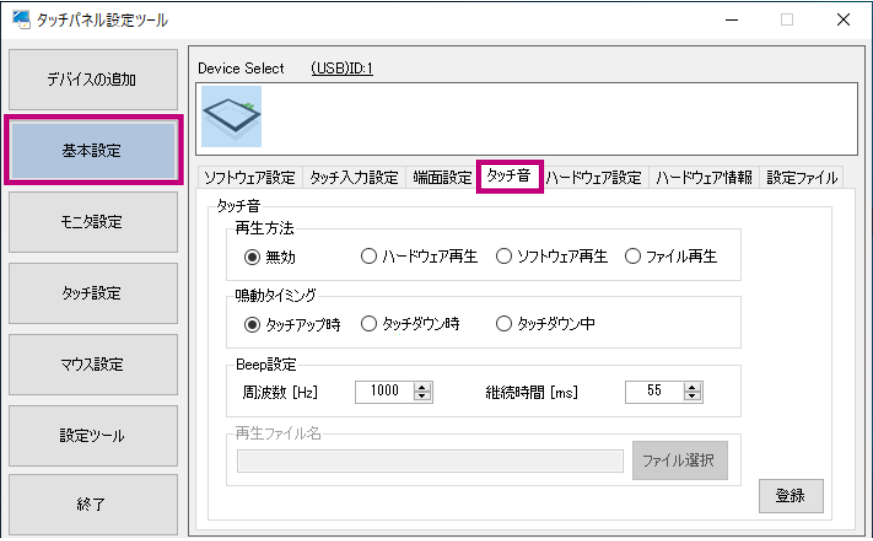 タッチパネル設定ツール
デバイスの追加
基本設定
モニタ設定
タッチ設定
マウス設定
設定ツール
終了
Device Select (USB)ID:1
ソフトウェア設定 タッチ入力設定 端面設定 タッチ音 ハードウェア設定 ハードウェア情報 設定ファイル
タッチ音
再生方法
無効 ハードウェア再生 ソフトウェア再生 ファイル再生
鳴動タイミング
タッチアップ時 タッチダウン時 タッチダウン中
Beep設定
周波数 [Hz] 1000 継続時間 [ms] 55
再生ファイル名
ファイル選択
登録